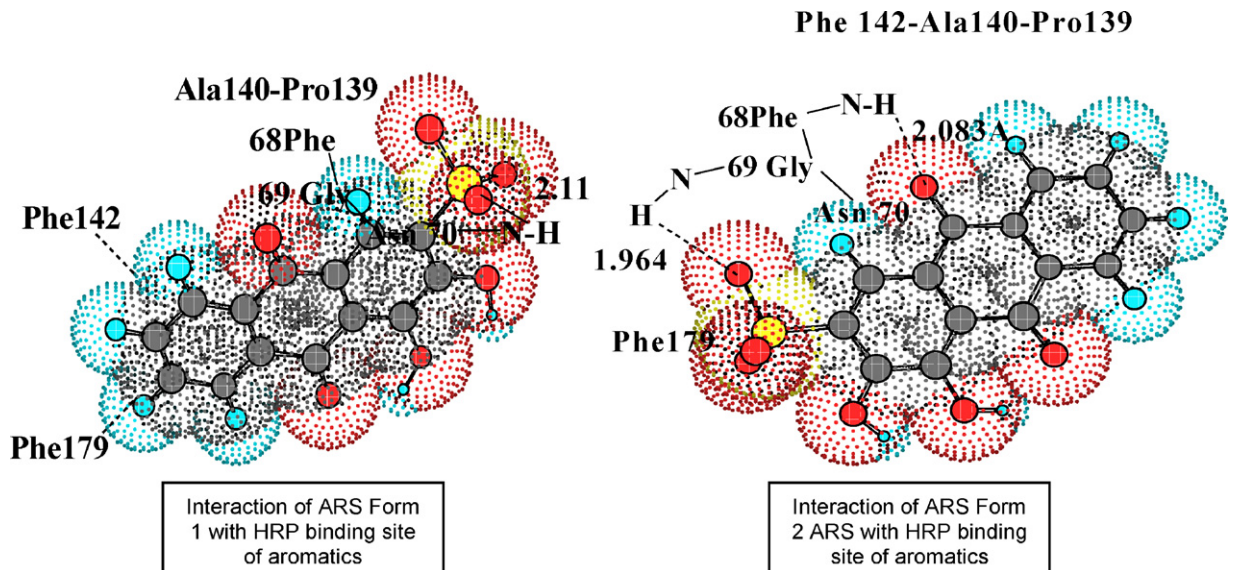 Phe 142-Ala140-Pro139
Ala140-Pro139
68Phe
69 Gly
2.11
Asn 70
N-H
Phe142
Phe179
N-H
68Phe
2.083A
N
69 Gly
H
Asn 70
1.964
Phe179
Interaction of ARS Form
1 with HRP binding site
of aromatics
Interaction of ARS Form
2 ARS with HRP binding
site of aromatics